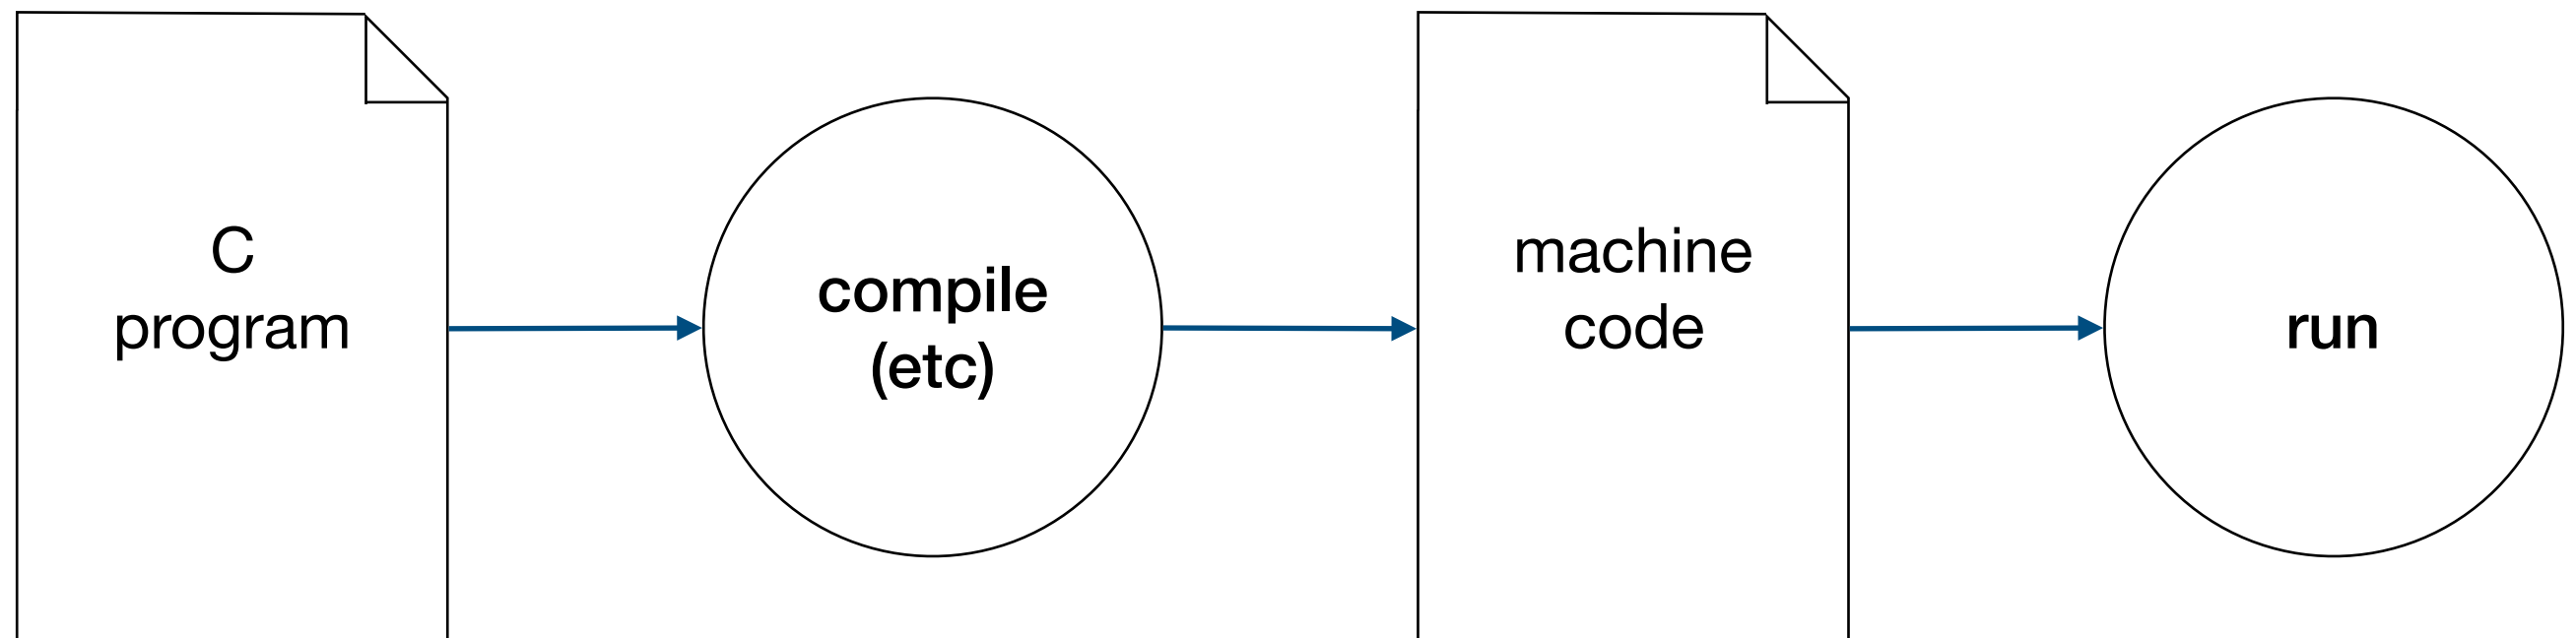 C
program
compile
(etc)
machine
code
run